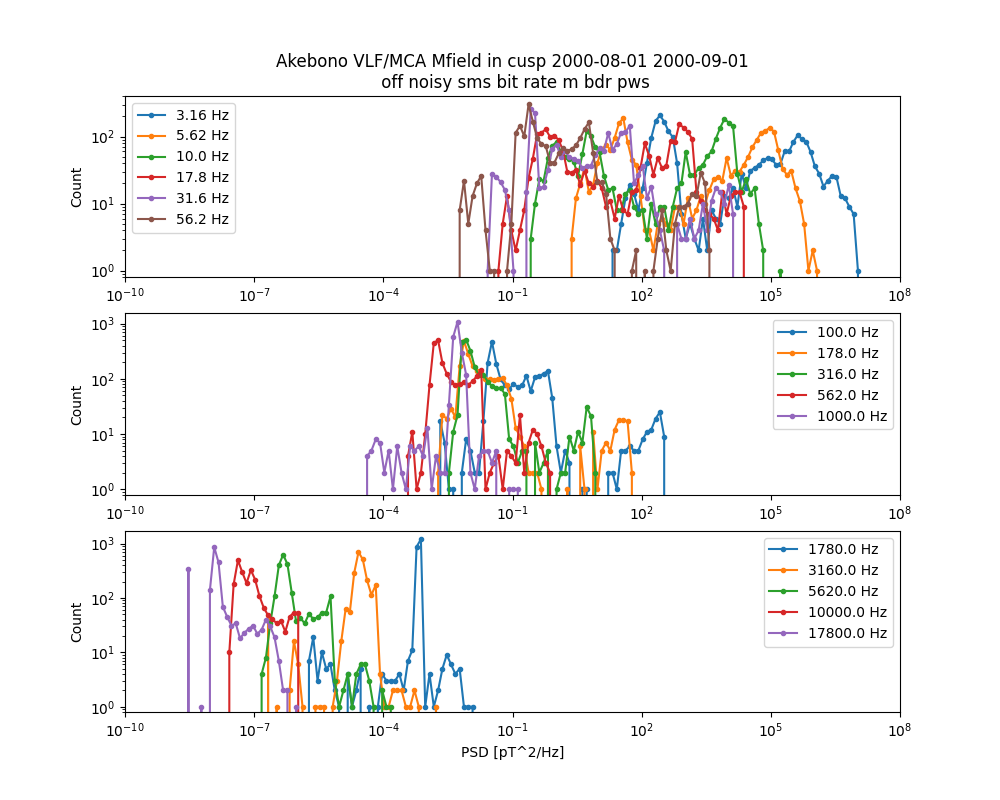 Akebono VLF/MCA Mfield in cusp 2000-08-01 2000-09-01
off noisy sms bit rate m bdr pws
Count
10^2
10^1
10^0
3.16 Hz
5.62 Hz
10.0 Hz
17.8 Hz
31.6 Hz
56.2 Hz
10^-10 10^-7 10^-4 10^-1 10^2 10^5 10^8
Count
10^3
10^2
10^1
10^0
100.0 Hz
178.0 Hz
316.0 Hz
562.0 Hz
1000.0 Hz
10^-10 10^-7 10^-4 10^-1 10^2 10^5 10^8
Count
10^3
10^2
10^1
10^0
1780.0 Hz
3160.0 Hz
5620.0 Hz
10000.0 Hz
17800.0 Hz
10^-10 10^-7 10^-4 10^-1 10^2 10^5 10^8
PSD [pT^2/Hz]